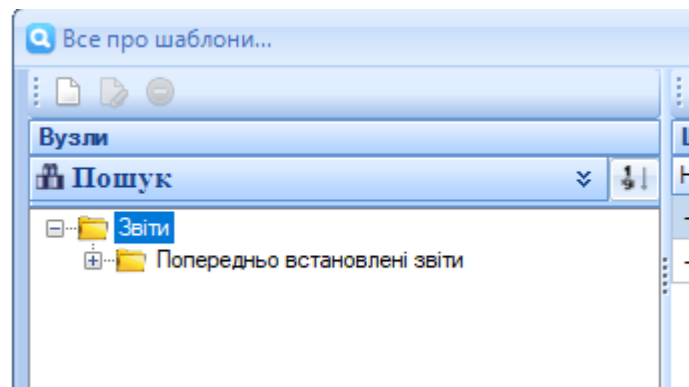 Все про шаблони...
Вузли
Пошук
Звіти
Попередньо встановлені звіти